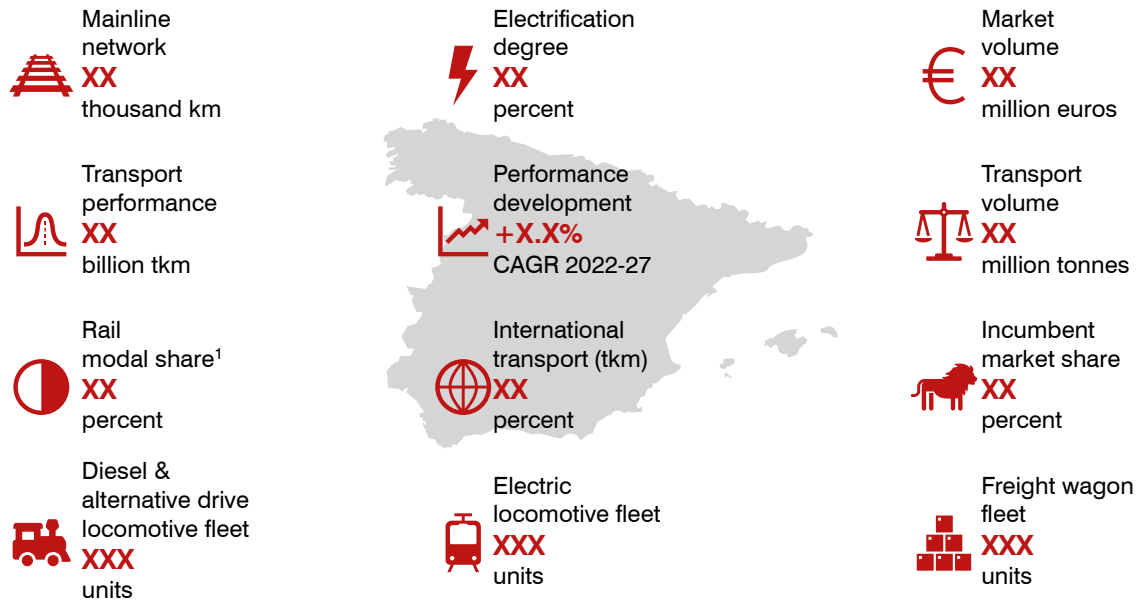 Mainline
network
XX
thousand km
Electrification
degree
XX
percent
Market
volume
XX
million euros
Transport
performance
XX
billion tkm
Performance
development
+X.X%
CAGR 2022-27
Transport
volume
XX
million tonnes
Rail
modal share¹
XX
percent
International
transport (tkm)
XX
percent
Incumbent
market share
XX
percent
Diesel &
alternative drive
locomotive fleet
XXX
units
Electric
locomotive fleet
XXX
units
Freight wagon
fleet
XXX
units